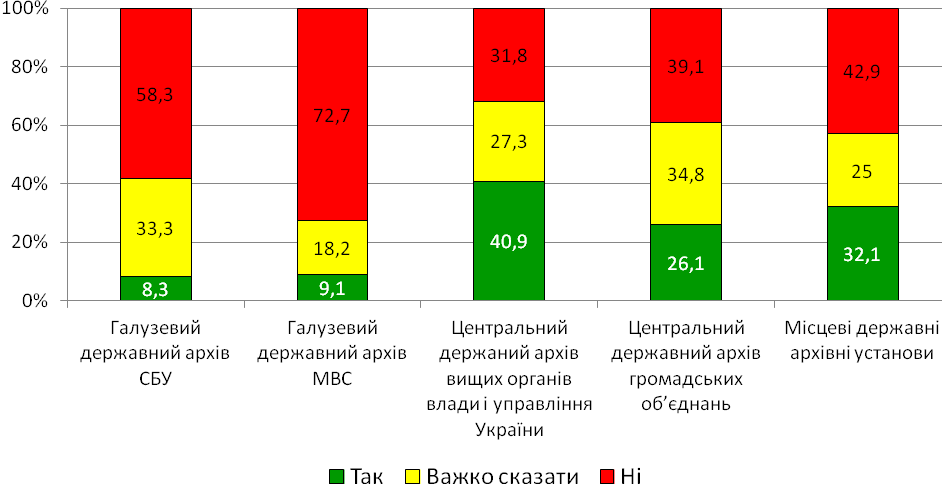 100%
80%
60%
40%
20%
0%
58,3
33,3
8,3
72,7
18,2
9,1
31,8
27,3
40,9
39,1
34,8
26,1
42,9
25
32,1
Галузевий
державний архів
СБУ
Галузевий
державний архів
МВС
Центральний
держаний архів
вищих органів
влади і управління
України
Центральний
державний архів
громадських
об’єднань
Місцеві державні
архівні установи
Так
Важко сказати
Ні